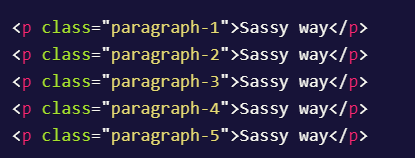 <p class="paragraph-1">Sassy way</p>
<p class="paragraph-2">Sassy way</p>
<p class="paragraph-3">Sassy way</p>
<p class="paragraph-4">Sassy way</p>
<p class="paragraph-5">Sassy way</p>